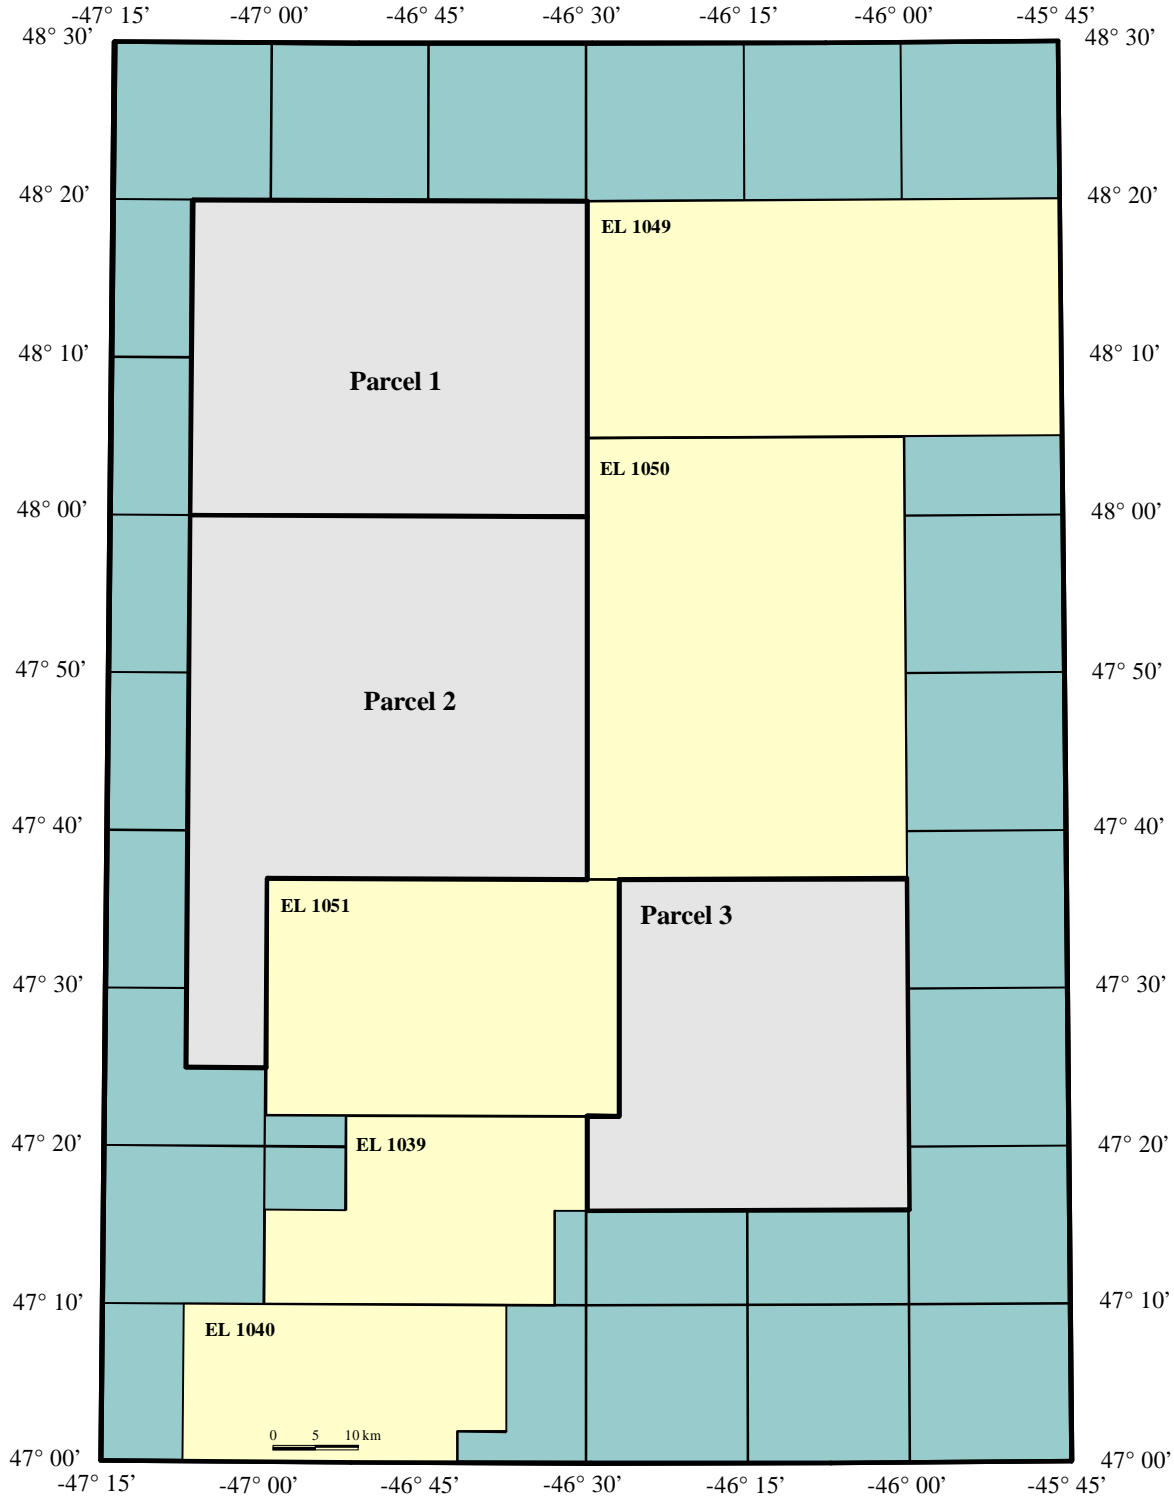 -47° 15’ -47° 00’ -46° 45’ -46° 30’ -46° 15’ -46° 00’ -45° 45’
48° 30’ 48° 30’
48° 20’ 48° 20’
EL 1049
48° 10’ 48° 10’
Parcel 1
EL 1050
48° 00’ 48° 00’
47° 50’ 47° 50’
Parcel 2
47° 40’ 47° 40’
EL 1051
Parcel 3
47° 30’ 47° 30’
47° 20’ EL 1039 47° 20’
47° 10’ 47° 10’
EL 1040
0 5 10 km
47° 00’ 47° 00’
-47° 15’ -47° 00’ -46° 45’ -46° 30’ -46° 15’ -46° 00’ -45° 45’